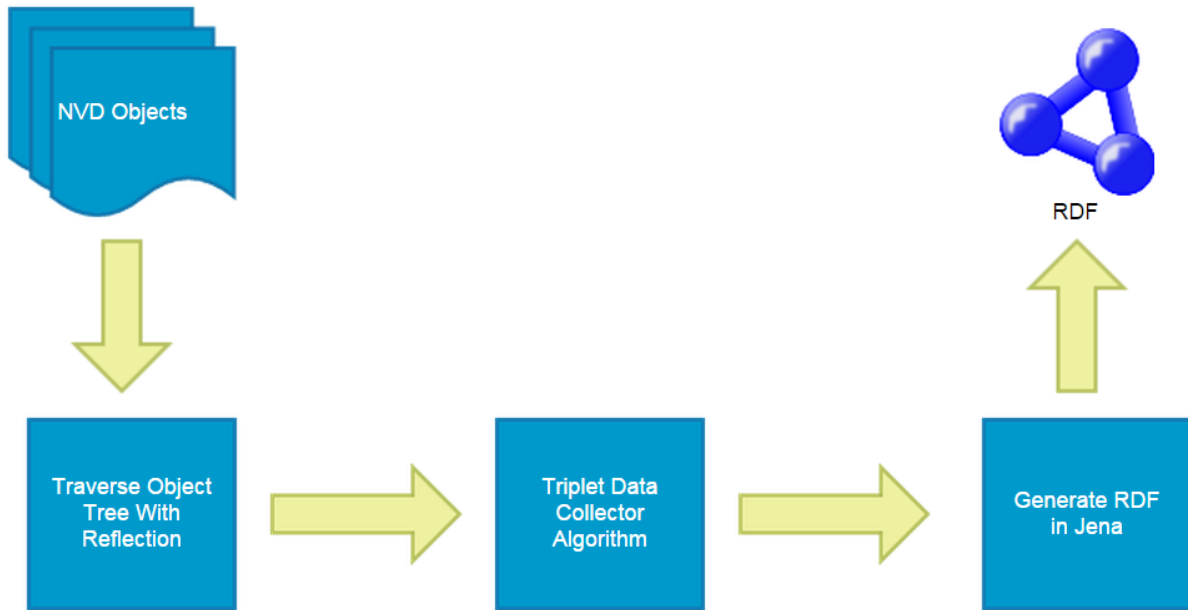 NVD Objects
RDF
Traverse Object
Tree With
Reflection
Triplet Data
Collector
Algorithm
Generate RDF
in Jena